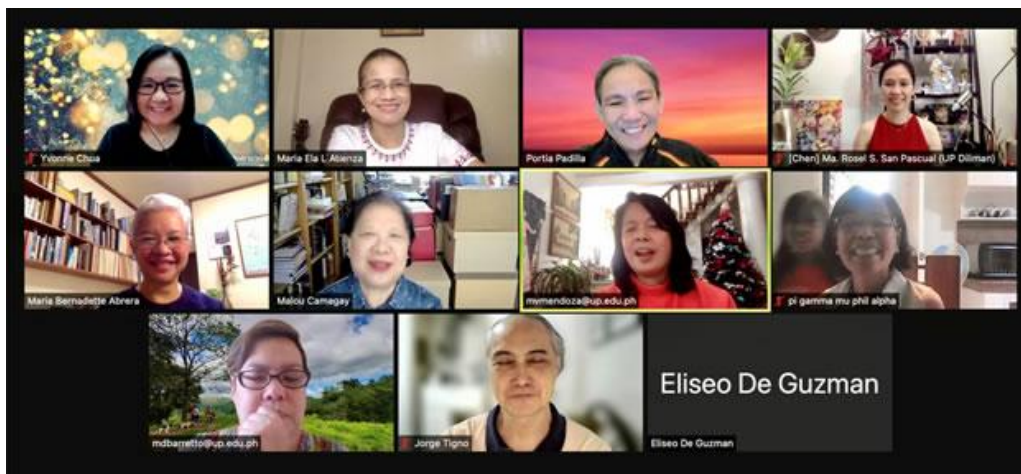 Yvonne Chua
Maria Ela L Atienza
Portia Padilla
[Chen] Ma. Rosel S. San Pascual (UP Diliman)
Maria Bernadette Abrera
Malou Camagay
mvmendoza@up.edu.ph
pi gamma mu phil alpha
mdbarretto@up.edu.ph
Jorge Tigno
Eliseo De Guzman
Eliseo De Guzman